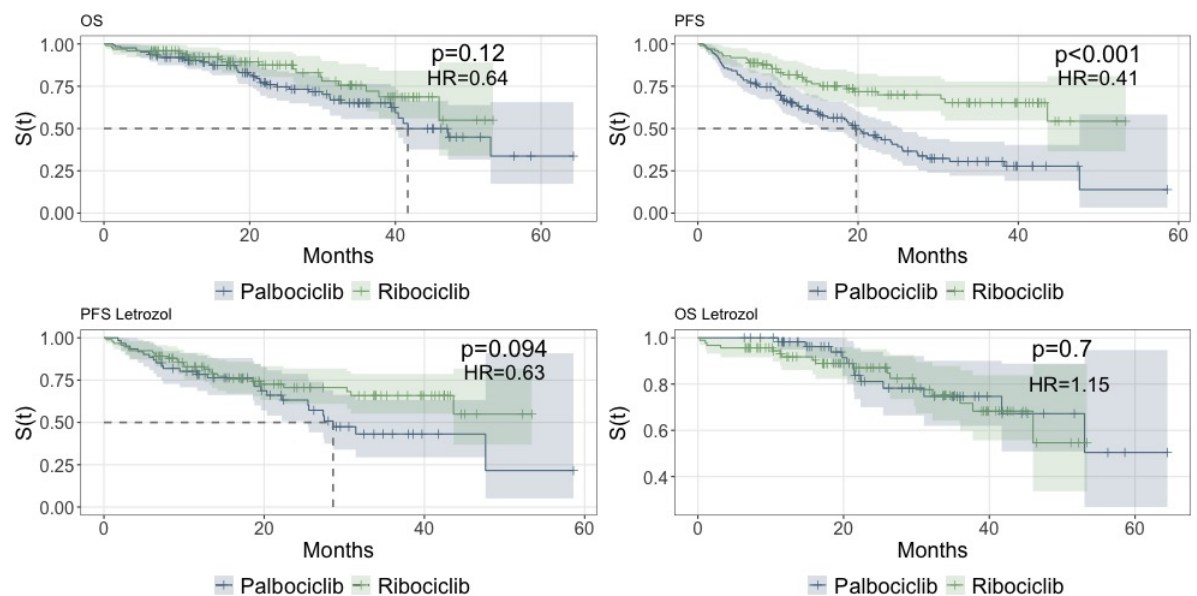 OS
1.00
0.75
0.50
0.25
0.00
S(t)
p=0.12
HR=0.64
0 20 40 60
Months
Palbociclib Ribociclib
PFS
1.00
0.75
0.50
0.25
0.00
S(t)
p<0.001
HR=0.41
0 20 40 60
Months
Palbociclib Ribociclib
PFS Letrozol
1.00
0.75
0.50
0.25
0.00
S(t)
p=0.094
HR=0.63
0 20 40 60
Months
Palbociclib Ribociclib
OS Letrozol
1.0
0.8
0.6
0.4
S(t)
p=0.7
HR=1.15
0 20 40 60
Months
Palbociclib Ribociclib